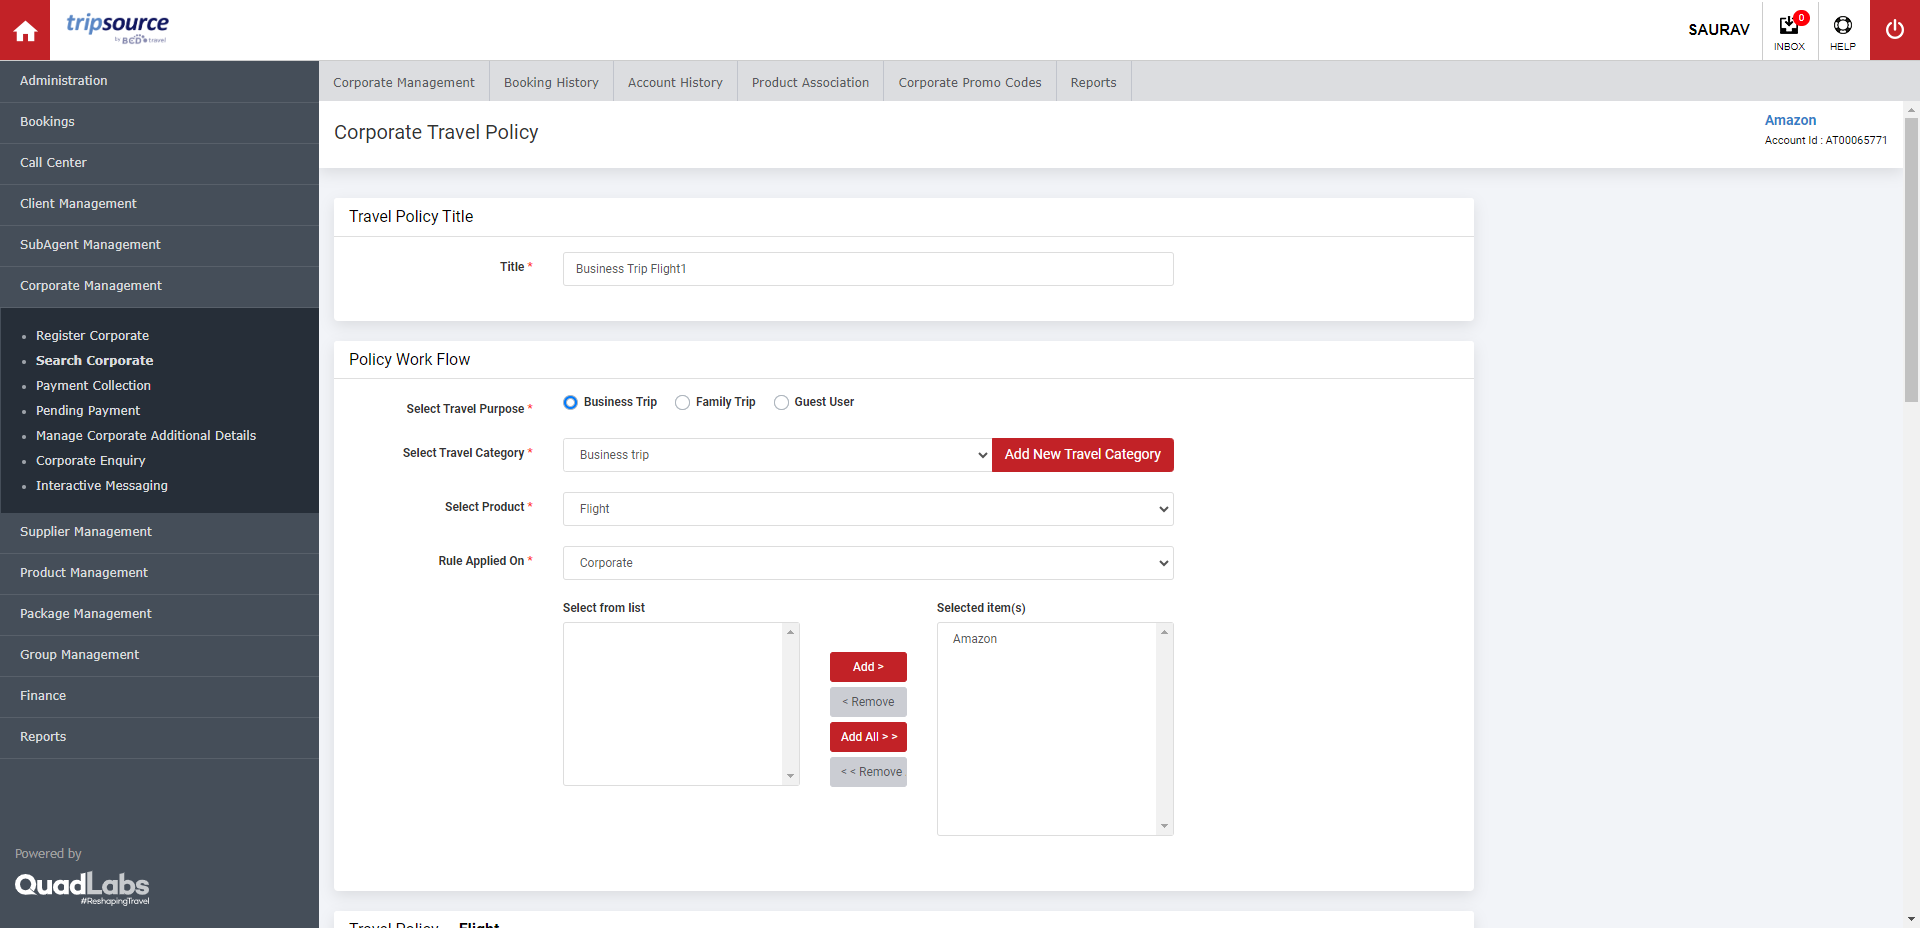 tripsource
by BCD travel
SAURAV
0
INBOX
HELP
Administration
Bookings
Call Center
Client Management
SubAgent Management
Corporate Management
Register Corporate
Search Corporate
Payment Collection
Pending Payment
Manage Corporate Additional Details
Corporate Enquiry
Interactive Messaging
Supplier Management
Product Management
Package Management
Group Management
Finance
Reports
Powered by
QuadLabs
#ReshapingTravel
Corporate Management
Booking History
Account History
Product Association
Corporate Promo Codes
Reports
Corporate Travel Policy
Amazon
Account Id : AT00065771
Travel Policy Title
Title *
Business Trip Flight1
Policy Work Flow
Select Travel Purpose *
Business Trip
Family Trip
Guest User
Select Travel Category *
Business trip
Add New Travel Category
Select Product *
Flight
Rule Applied On *
Corporate
Select from list
Selected item(s)
Amazon
Add >
< Remove
Add All > >
< < Remove
Travel Policy Flight